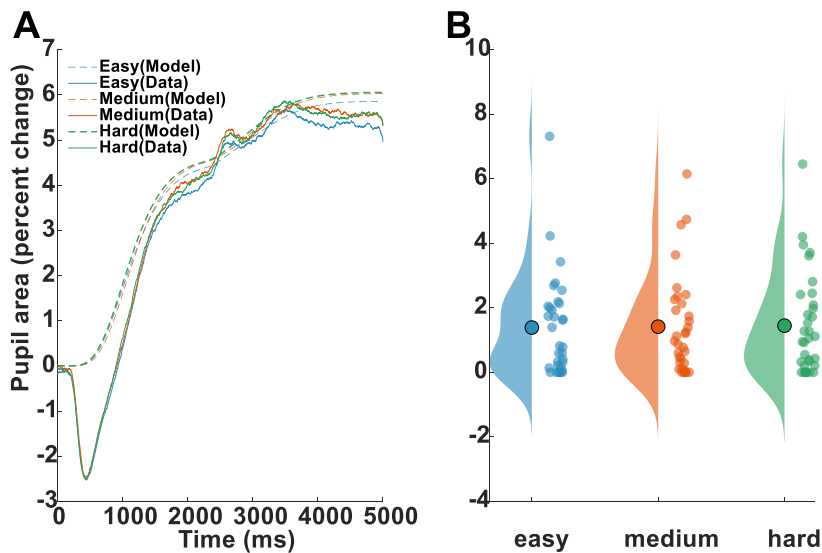 A
7
6
5
4
3
2
1
0
-1
-2
-3
Pupil area (percent change)
Easy(Model)
Easy(Data)
Medium(Model)
Medium(Data)
Hard(Model)
Hard(Data)
0 1000 2000 3000 4000 5000
Time (ms)
B
10
8
6
4
2
0
-2
-4
easy medium hard